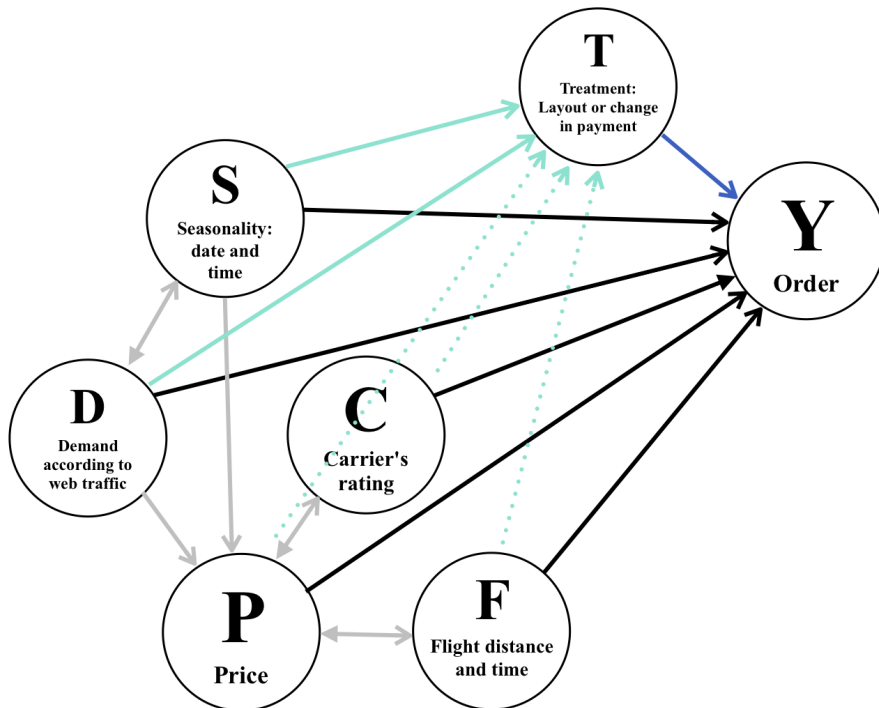 T
Treatment:
Layout or change
in payment
S
Seasonality:
date and
time
Y
Order
D
Demand
according to
web traffic
C
Carrier's
rating
P
Price
F
Flight distance
and time